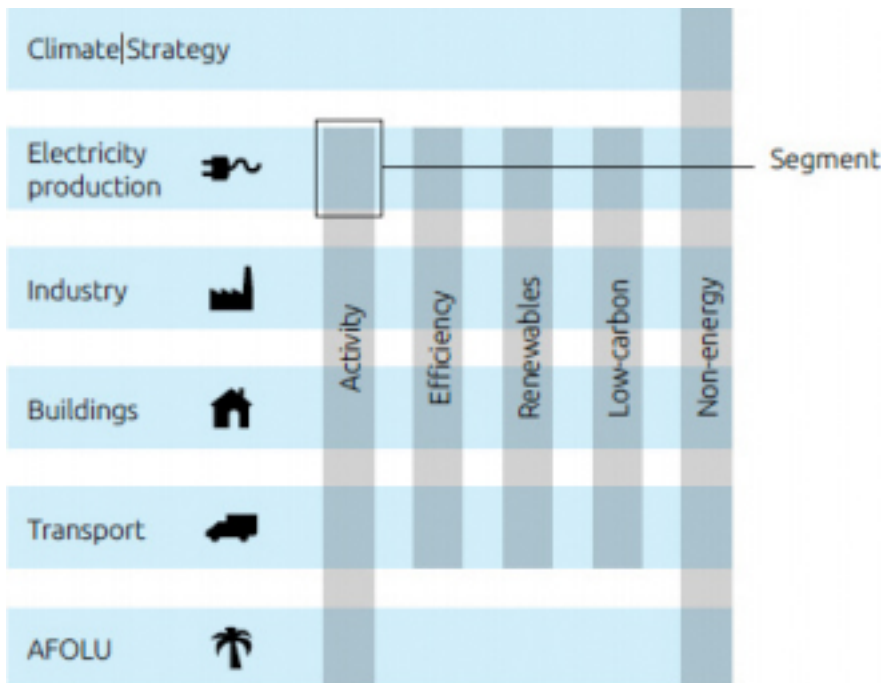 Climate|Strategy
Electricity
production
Segment
Industry
Buildings
Transport
AFOLU
Activity
Efficiency
Renewables
Low-carbon
Non-energy